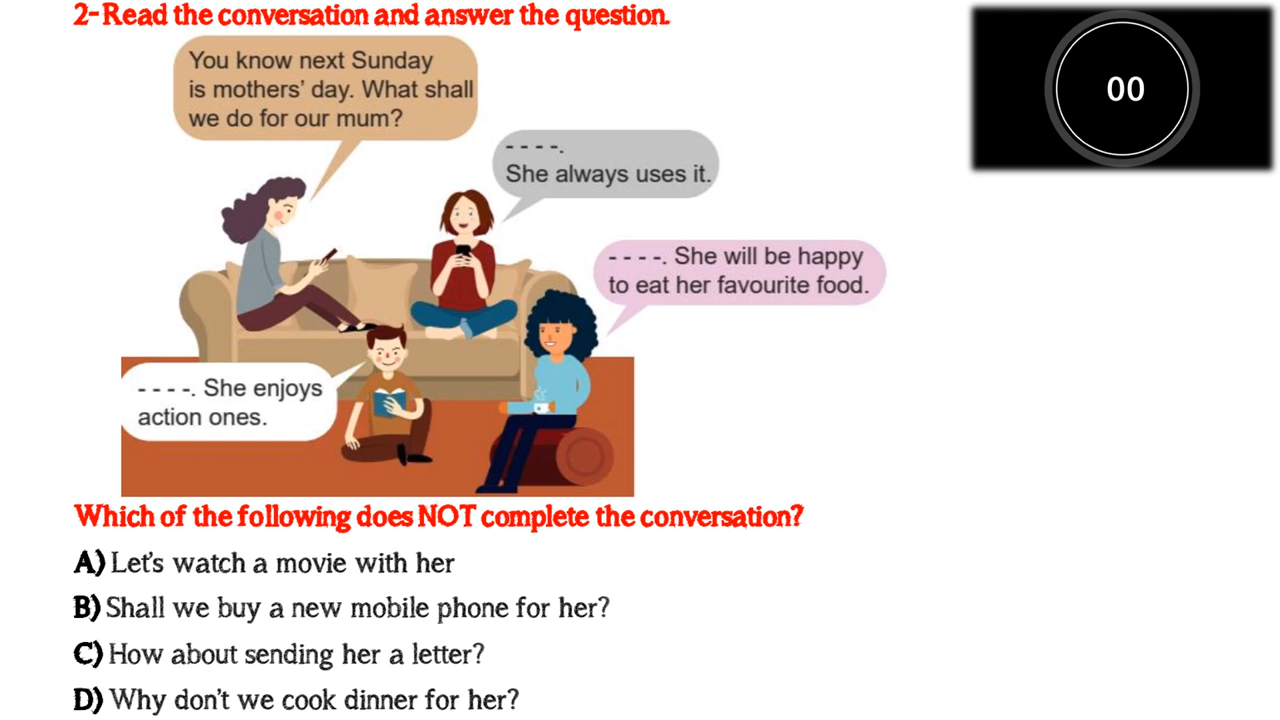 2-Read the conversation and answer the question.
00
You know next Sunday
is mothers’ day. What shall
we do for our mum?
- - - -.
She always uses it.
- - - -. She will be happy
to eat her favourite food.
- - - -. She enjoys
action ones.
Which of the following does NOT complete the conversation?
A) Let's watch a movie with her
B) Shall we buy a new mobile phone for her?
C) How about sending her a letter?
D) Why don't we cook dinner for her?